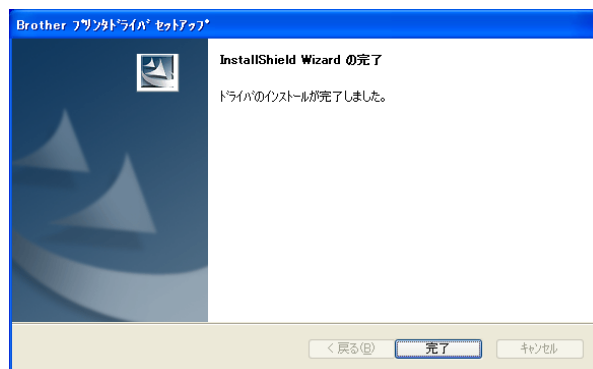 Brother ﾌﾟﾘﾝﾀﾄﾞﾗｲﾊﾞ ｾｯﾄｱｯﾌﾟ
InstallShield Wizard の完了
ﾄﾞﾗｲﾊﾞのｲﾝｽﾄｰﾙが完了しました。
< 戻る(B)
完了
ｷｬﾝｾﾙ